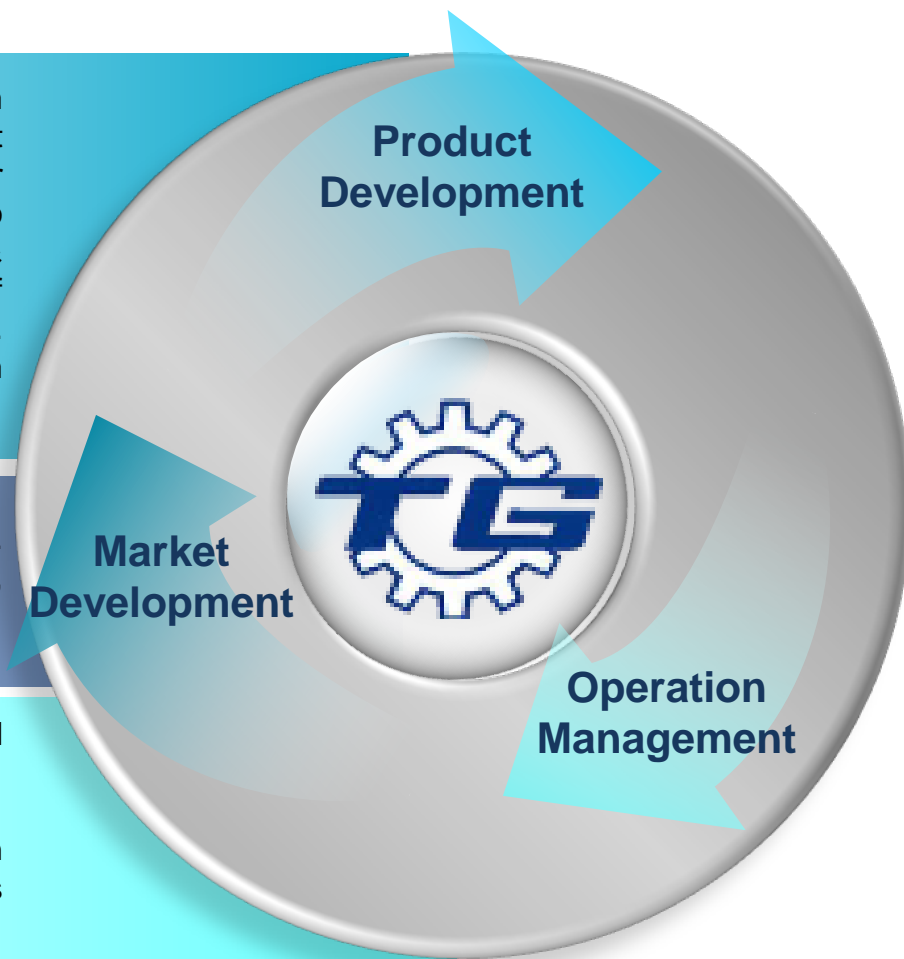 Product
Development
TG
Market
Development
Operation
Management